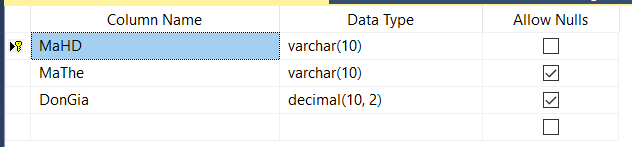 Column Name Data Type Allow Nulls
MaHD varchar(10)
MaThe varchar(10)
DonGia decimal(10, 2)